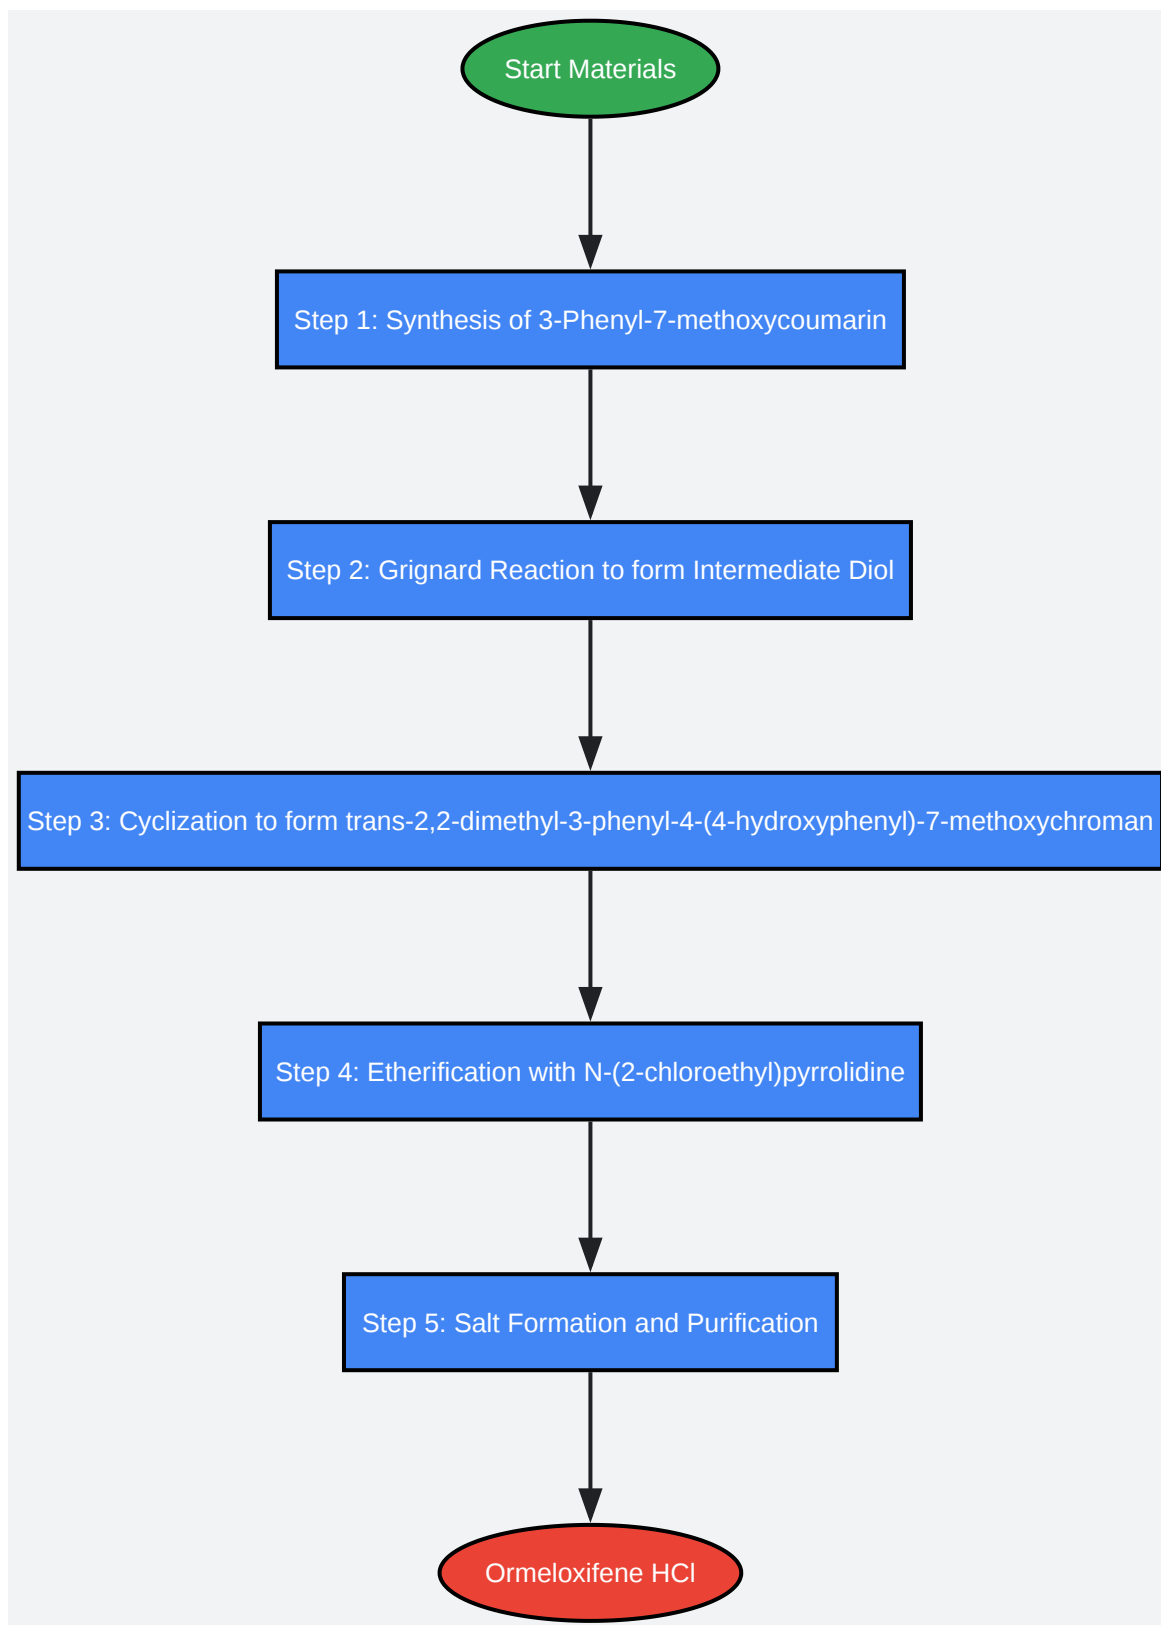 Start Materials
Step 1: Synthesis of 3-Phenyl-7-methoxycoumarin
Step 2: Grignard Reaction to form Intermediate Diol
Step 3: Cyclization to form trans-2,2-dimethyl-3-phenyl-4-(4-hydroxyphenyl)-7-methoxychroman
Step 4: Etherification with N-(2-chloroethyl)pyrrolidine
Step 5: Salt Formation and Purification
Ormeloxifene HCl